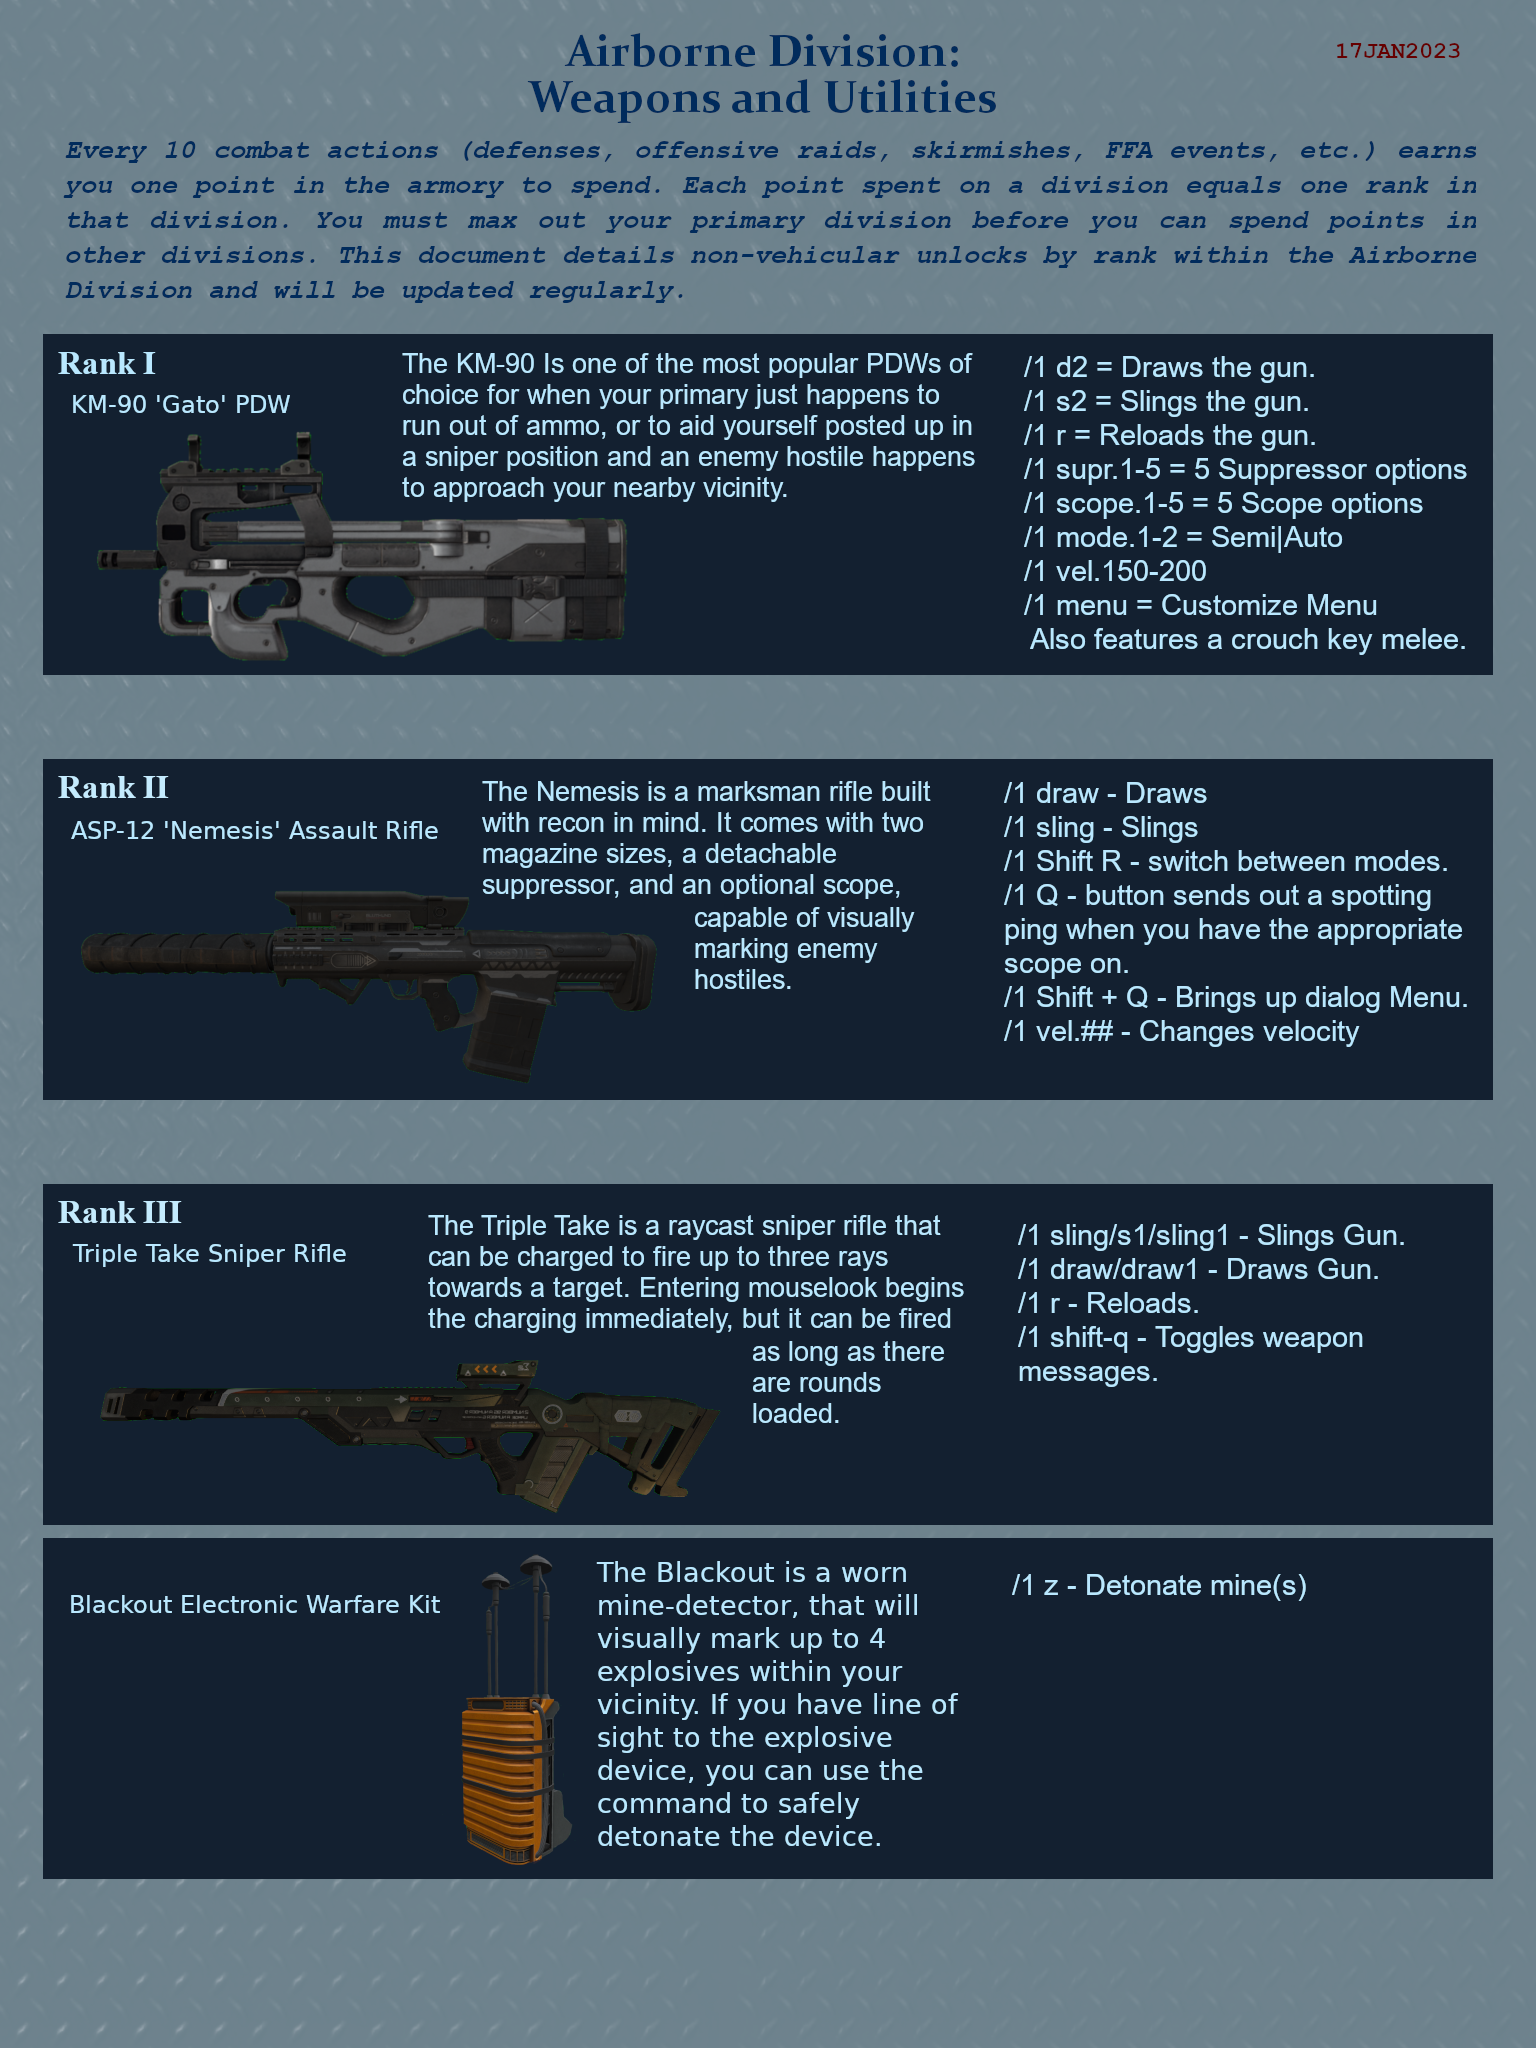 Airborne Division:
Weapons and Utilities
17JAN2023
Every 10 combat actions (defenses, offensive raids, skirmishes, FFA events, etc.) earns
you one point in the armory to spend. Each point spent on a division equals one rank in
that division. You must max out your primary division before you can spend points in
other divisions. This document details non-vehicular unlocks by rank within the Airborne
Division and will be updated regularly.
Rank I
KM-90 'Gato' PDW
The KM-90 Is one of the most popular PDWs of
choice for when your primary just happens to
run out of ammo, or to aid yourself posted up in
a sniper position and an enemy hostile happens
to approach your nearby vicinity.
/1 d2 = Draws the gun.
/1 s2 = Slings the gun.
/1 r = Reloads the gun.
/1 supr.1-5 = 5 Suppressor options
/1 scope.1-5 = 5 Scope options
/1 mode.1-2 = Semi|Auto
/1 vel.150-200
/1 menu = Customize Menu
Also features a crouch key melee.
Rank II
ASP-12 'Nemesis' Assault Rifle
The Nemesis is a marksman rifle built
with recon in mind. It comes with two
magazine sizes, a detachable
suppressor, and an optional scope,
capable of visually
marking enemy
hostiles.
/1 draw - Draws
/1 sling - Slings
/1 Shift R - switch between modes.
/1 Q - button sends out a spotting
ping when you have the appropriate
scope on.
/1 Shift + Q - Brings up dialog Menu.
/1 vel.## - Changes velocity
Rank III
Triple Take Sniper Rifle
The Triple Take is a raycast sniper rifle that
can be charged to fire up to three rays
towards a target. Entering mouselook begins
the charging immediately, but it can be fired
as long as there
are rounds
loaded.
/1 sling/s1/sling1 - Slings Gun.
/1 draw/draw1 - Draws Gun.
/1 r - Reloads.
/1 shift-q - Toggles weapon
messages.
Blackout Electronic Warfare Kit
The Blackout is a worn
mine-detector, that will
visually mark up to 4
explosives within your
vicinity. If you have line of
sight to the explosive
device, you can use the
command to safely
detonate the device.
/1 z - Detonate mine(s)